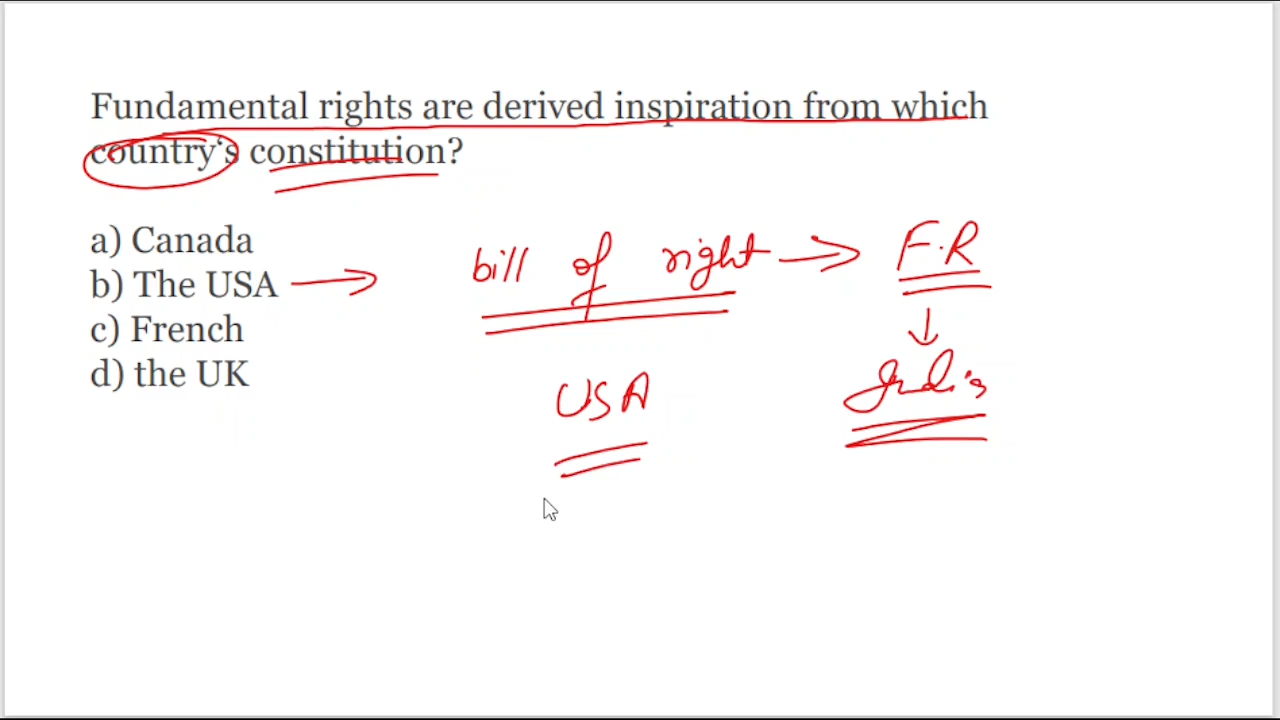 Fundamental rights are derived inspiration from which
country‘s constitution?
a) Canada
b) The USA
c) French
d) the UK
bill of right → F.R
↓
USA
India